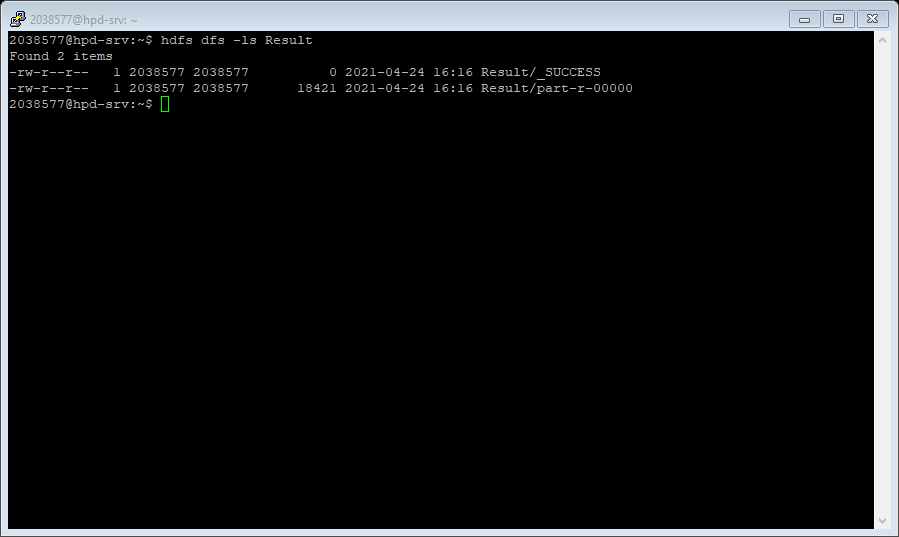 2038577@hpd-srv: ~
2038577@hpd-srv:~$ hdfs dfs -ls Result
Found 2 items
-rw-r--r--   1 2038577 2038577          0 2021-04-24 16:16 Result/_SUCCESS
-rw-r--r--   1 2038577 2038577      18421 2021-04-24 16:16 Result/part-r-00000
2038577@hpd-srv:~$